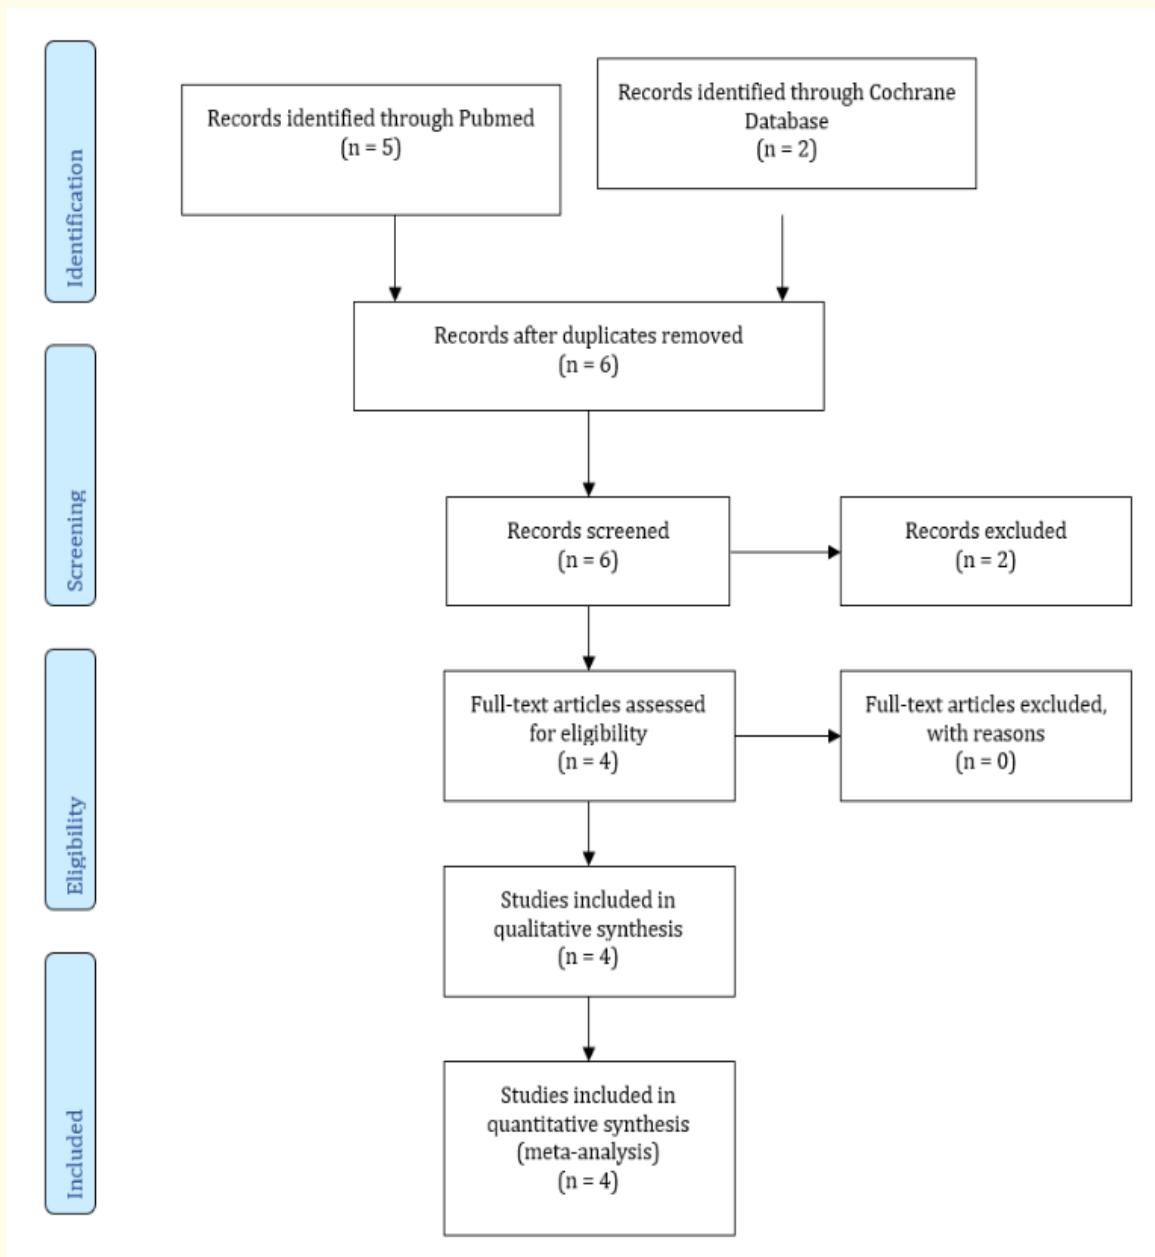 Identification
Records identified through Pubmed
(n = 5)
Records identified through Cochrane
Database
(n = 2)
Records after duplicates removed
(n = 6)
Screening
Records screened
(n = 6)
Records excluded
(n = 2)
Eligibility
Full-text articles assessed
for eligibility
(n = 4)
Full-text articles excluded,
with reasons
(n = 0)
Studies included in
qualitative synthesis
(n = 4)
Included
Studies included in
quantitative synthesis
(meta-analysis)
(n = 4)